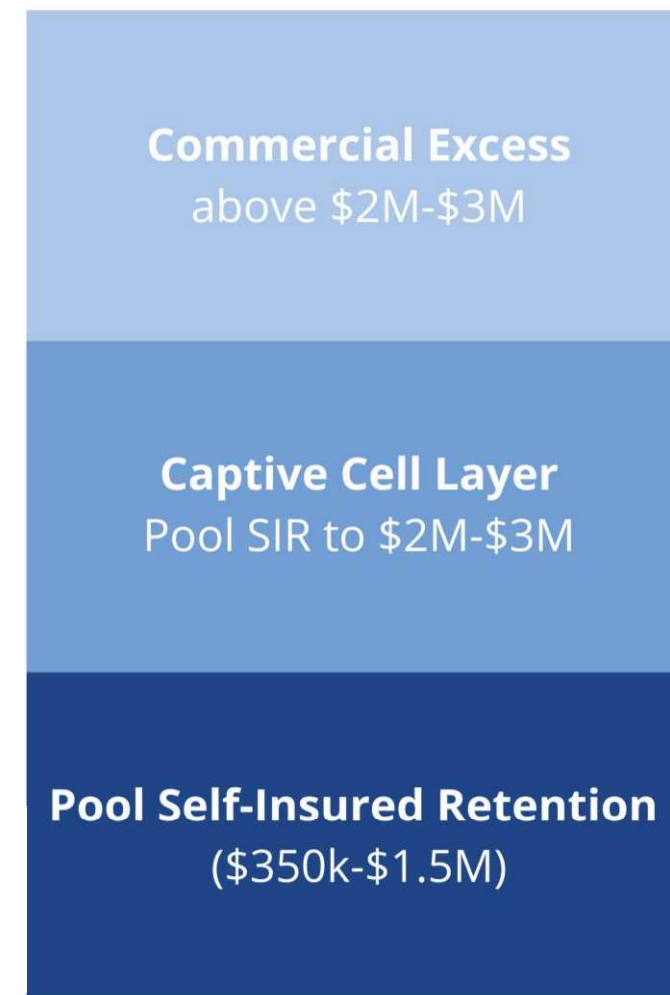 Commercial Excess
above $2M-$3M
Captive Cell Layer
Pool SIR to $2M-$3M
Pool Self-Insured Retention
($350k-$1.5M)